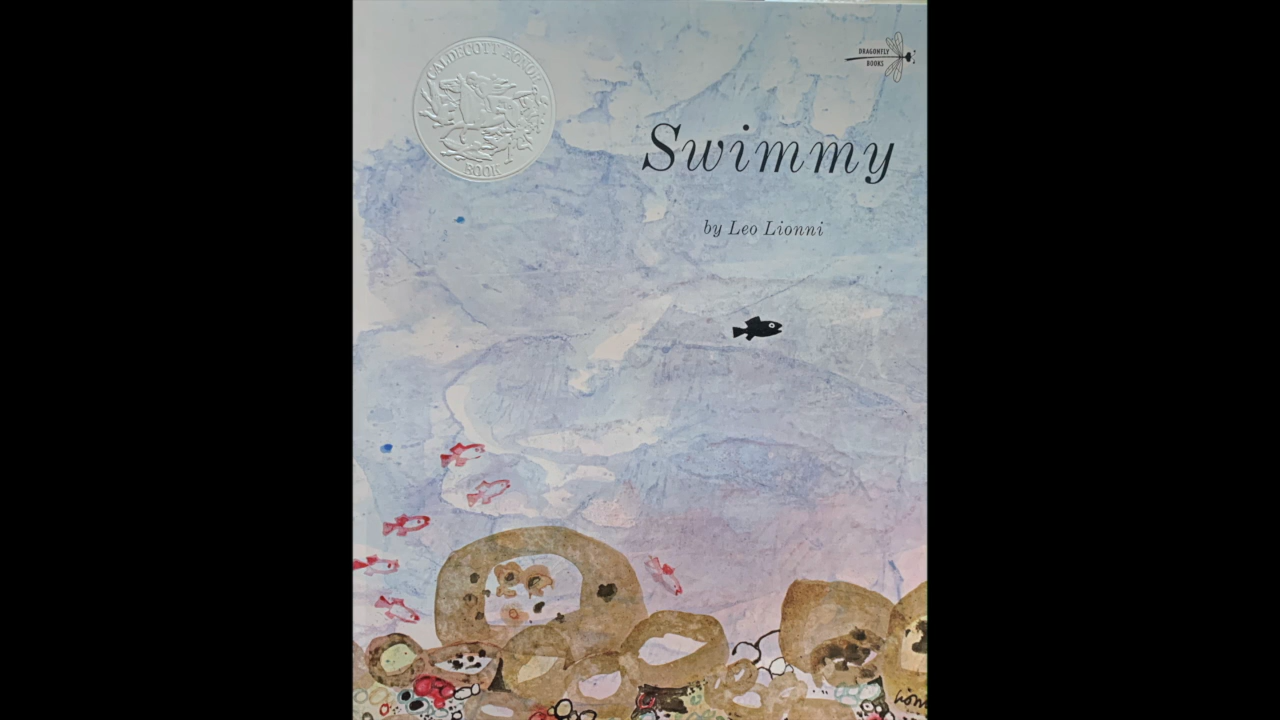 CALDECOTT HONOR
BOOK
DRAGONFLY
BOOKS
Swimmy
by Leo Lionni